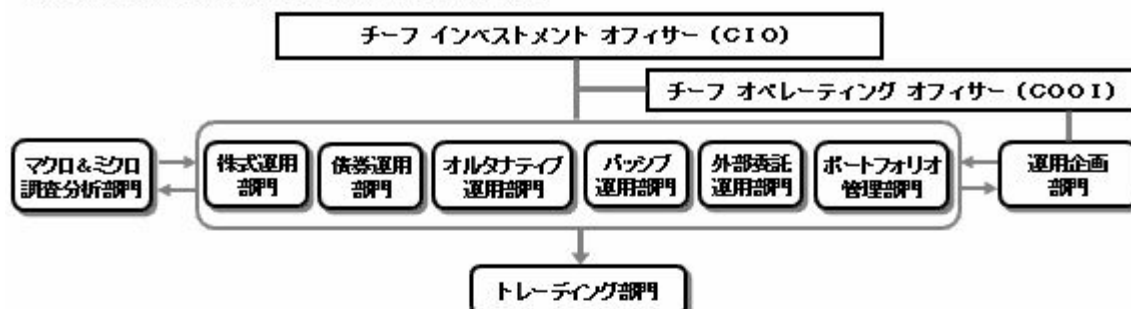 チーフ インベストメント オフィサー (CIO)
チーフ オペレーティング オフィサー (COOI)
マクロ&ミクロ
調査分析部門
株式運用
部門
債券運用
部門
オルタナティブ
運用部門
パッシブ
運用部門
外部委託
運用部門
ポートフォリオ
管理部門
運用企画
部門
トレーディング部門